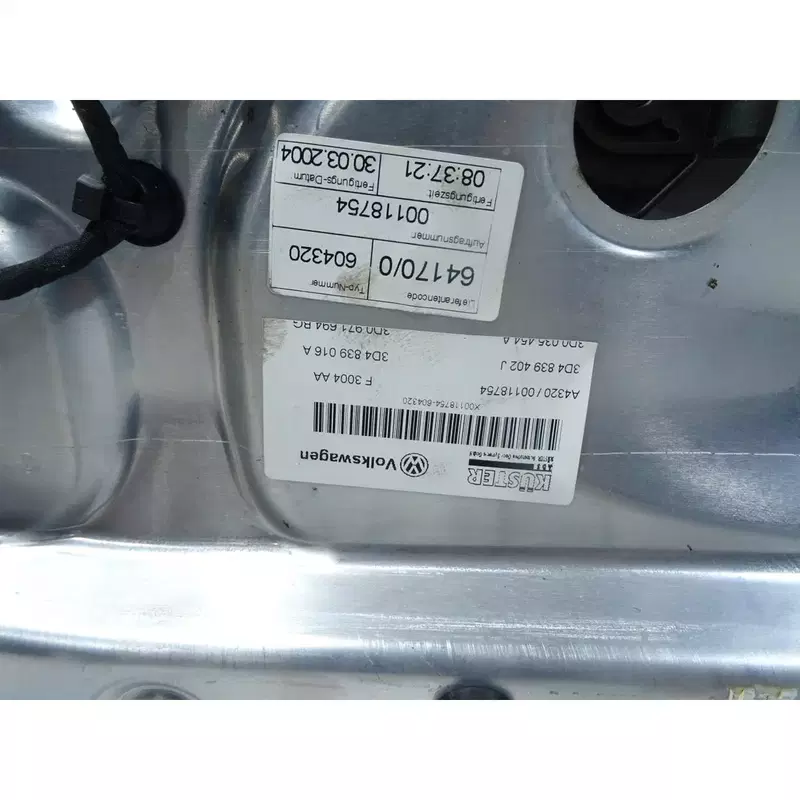 KÜSTER Volkswagen
X00118754-604320
A4320 / 00118754 F 3004 AA
3D4 839 402 J 3D4 839 016 A
3D0 035 454 A 3D0 971 694 BG
Lieferantencode Typ-Nummer
64170/0 604320
Auftragsnummer
00118754
Fertigungszeit Fertigungs-Datum
08:37:21 30.03.2004